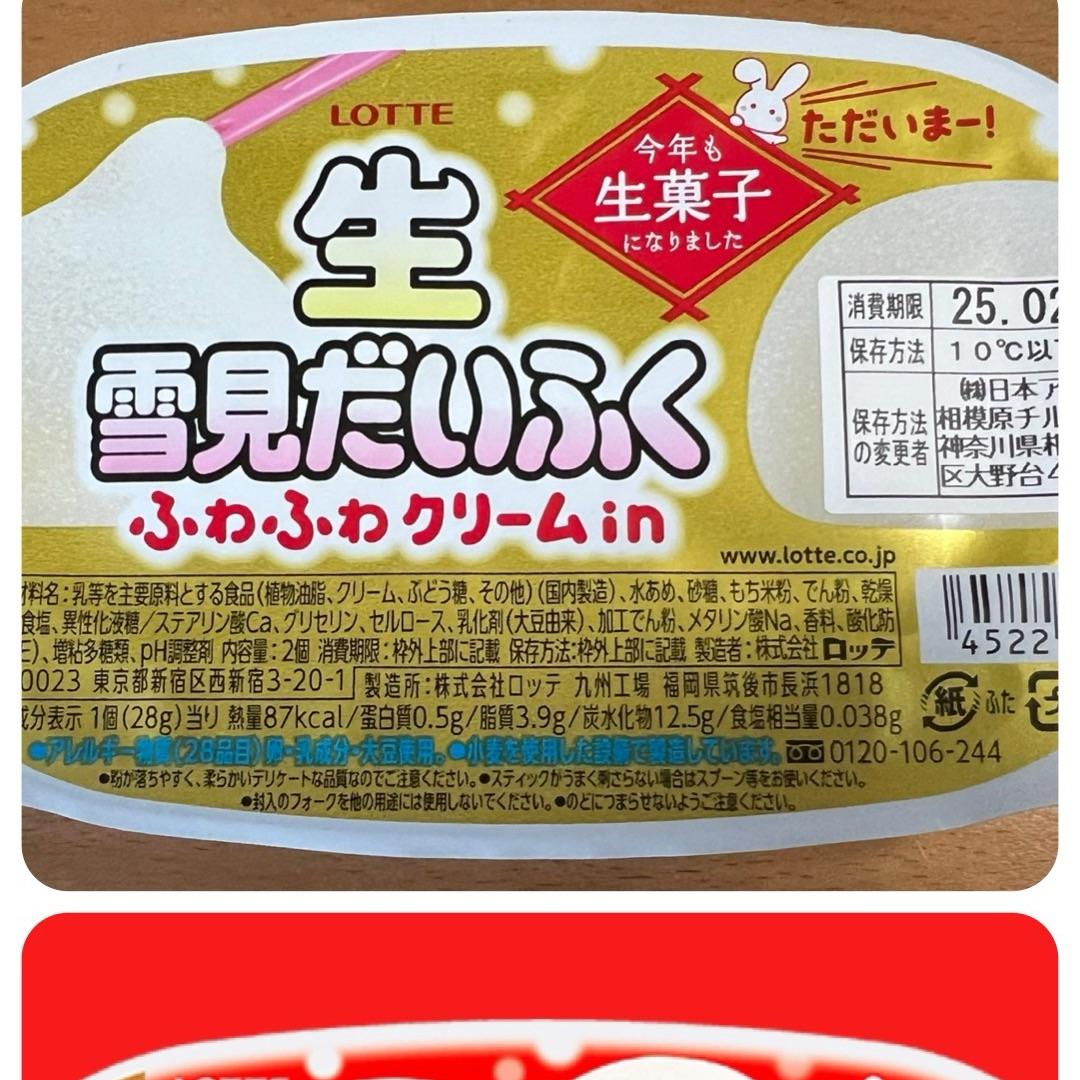 LOTTE
ただいまー!
今年も
生菓子
になりました
生
雪見だいふく
ふわふわクリームin
消費期限 25.02
保存方法 10℃以下
保存方法の変更者
㈱日本ア
相模原チル
神奈川県相
区大野台4
www.lotte.co.jp
材料名:乳等を主要原料とする食品(植物油脂、クリーム、ぶどう糖、その他)(国内製造)、水あめ、砂糖、もち米粉、でん粉、乾燥
食塩、異性化液糖/ステアリン酸Ca、グリセリン、セルロース、乳化剤(大豆由来)、加工でん粉、メタリン酸Na、香料、酸化防
E)、増粘多糖類、pH調整剤 内容量:2個 消費期限:枠外上部に記載 保存方法:枠外上部に記載 製造者:株式会社ロッテ
0023 東京都新宿区西新宿3-20-1 製造所:株式会社ロッテ 九州工場 福岡県筑後市長浜1818
成分表示 1個(28g)当り 熱量87kcal/蛋白質0.5g/脂質3.9g/炭水化物12.5g/食塩相当量0.038g
●アレルギー物質(28品目)卵・乳成分・大豆使用。●小麦を使用した設備で製造しています。 0120-106-244
●粉が落ちやすく、柔らかいデリケートな品質なのでご注意ください。●スティックがうまく刺さらない場合はスプーン等をお使いください。
●封入のフォークを他の用途には使用しないでください。●のどにつまらせないようご注意ください。
4522
紙 ふた
LOTTE